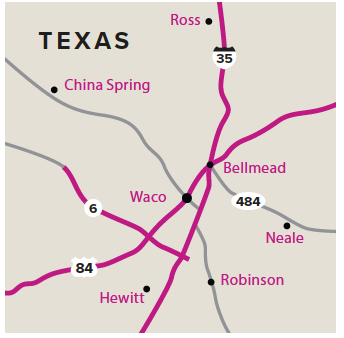 Ross
TEXAS
35
China Spring
Bellmead
Waco
484
6
Neale
84
Robinson
Hewitt